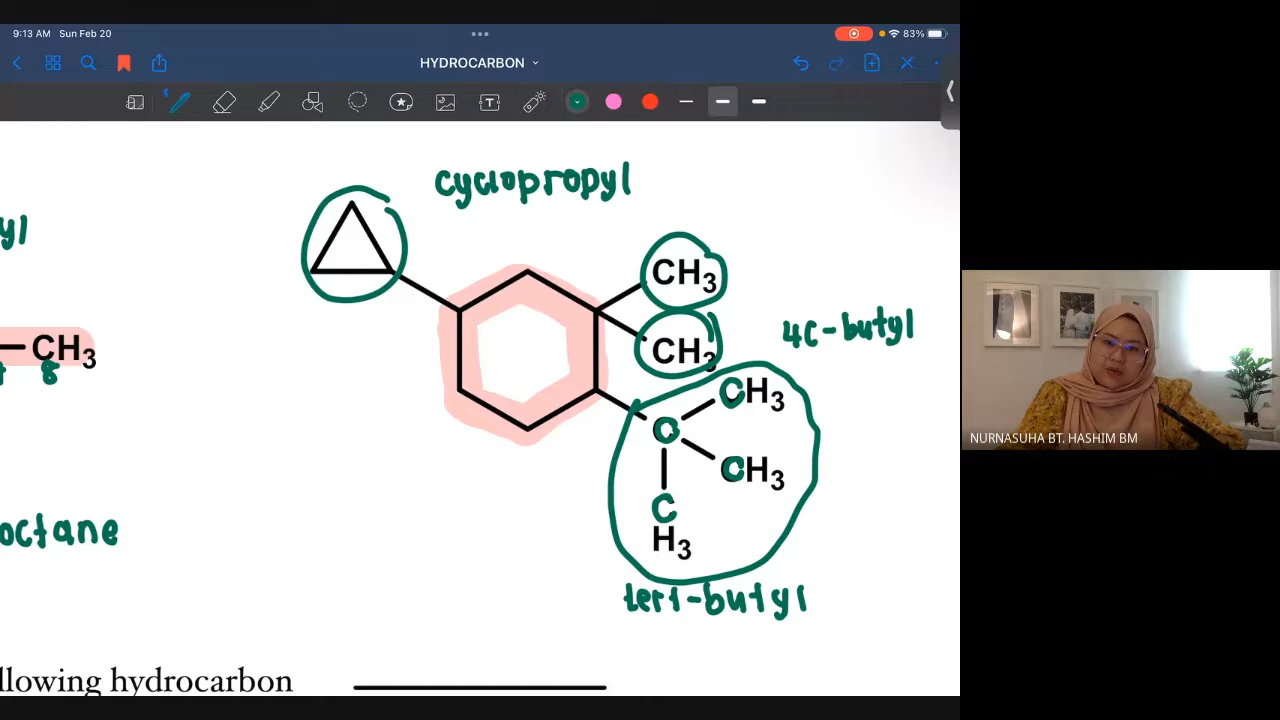 9:13 AM Sun Feb 20
83%
HYDROCARBON
T
cyclopropyl
yl
CH3
CH3
4C-butyl
CH3
7 8
CH3
C
CH3
C
H3
octane
tert-butyl
llowing hydrocarbon
NURNASUHA BT. HASHIM BM